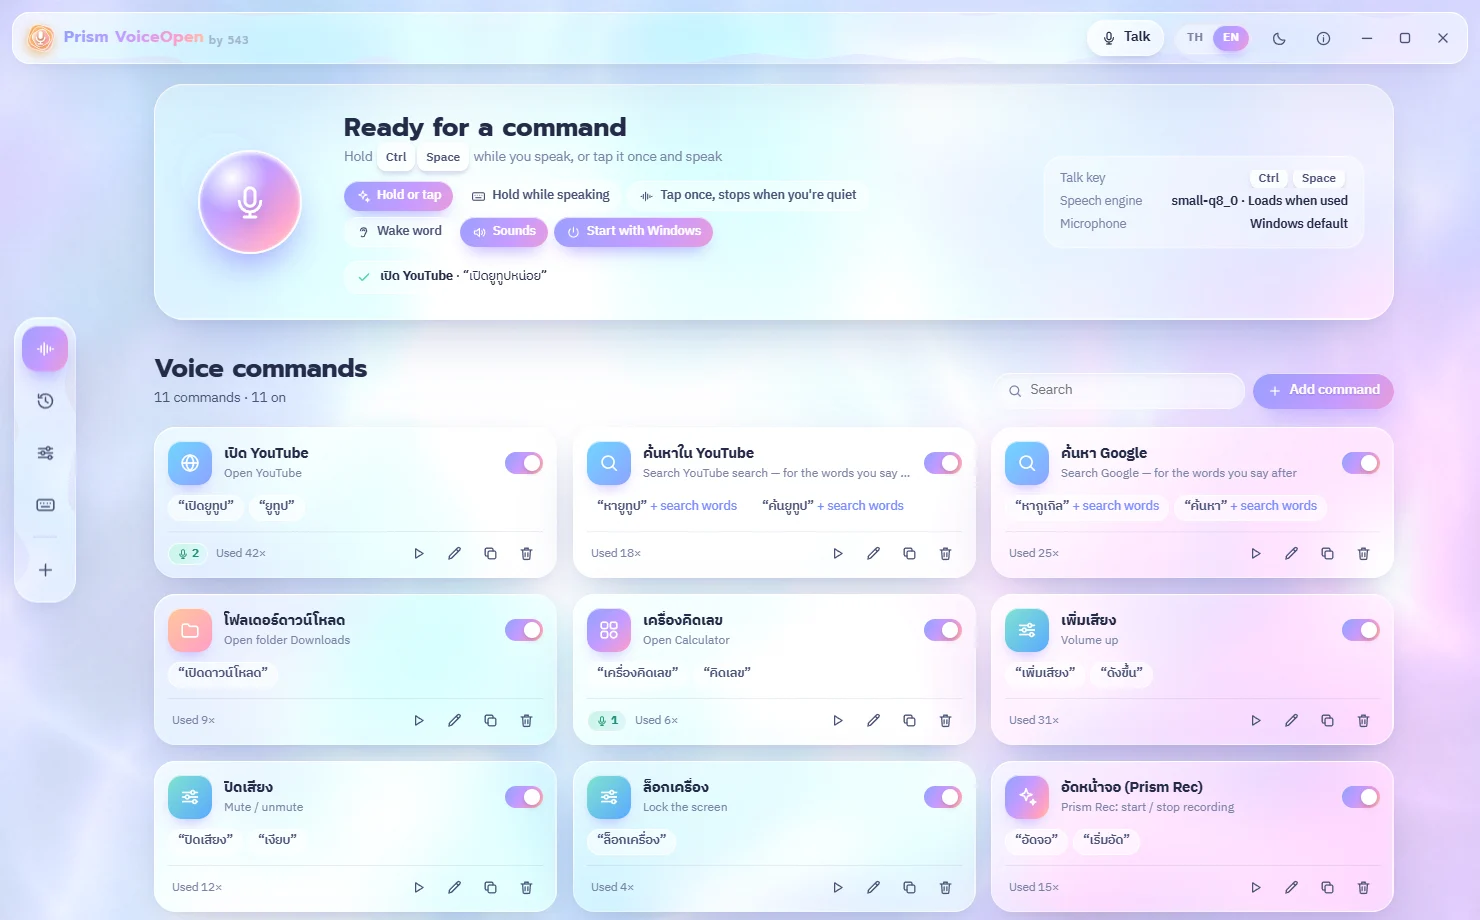 Prism VoiceOpen by 543
Talk
TH EN
Ready for a command
Hold Ctrl Space while you speak, or tap it once and speak
Hold or tap Hold while speaking Tap once, stops when you're quiet
Wake word Sounds Start with Windows
เปิด YouTube · “เปิดยูทูปหน่อย”
Talk key Ctrl Space
Speech engine small-q8_0 · Loads when used
Microphone Windows default
Voice commands
11 commands · 11 on
Search
Add command
เปิด YouTube
Open YouTube
“เปิดยูทูป” “ยูทูป”
2 Used 42×
ค้นหาใน YouTube
Search YouTube search — for the words you say ...
“หายูทูป” + search words “ค้นยูทูป” + search words
Used 18×
ค้นหา Google
Search Google — for the words you say after
“หากูเกิล” + search words “ค้นหา” + search words
Used 25×
โฟลเดอร์ดาวน์โหลด
Open folder Downloads
“เปิดดาวน์โหลด”
Used 9×
เครื่องคิดเลข
Open Calculator
“เครื่องคิดเลข” “คิดเลข”
1 Used 6×
เพิ่มเสียง
Volume up
“เพิ่มเสียง” “ดังขึ้น”
Used 31×
ปิดเสียง
Mute / unmute
“ปิดเสียง” “เงียบ”
Used 12×
ล็อกเครื่อง
Lock the screen
“ล็อกเครื่อง”
Used 4×
อัดหน้าจอ (Prism Rec)
Prism Rec: start / stop recording
“อัดจอ” “เริ่มอัด”
Used 15×